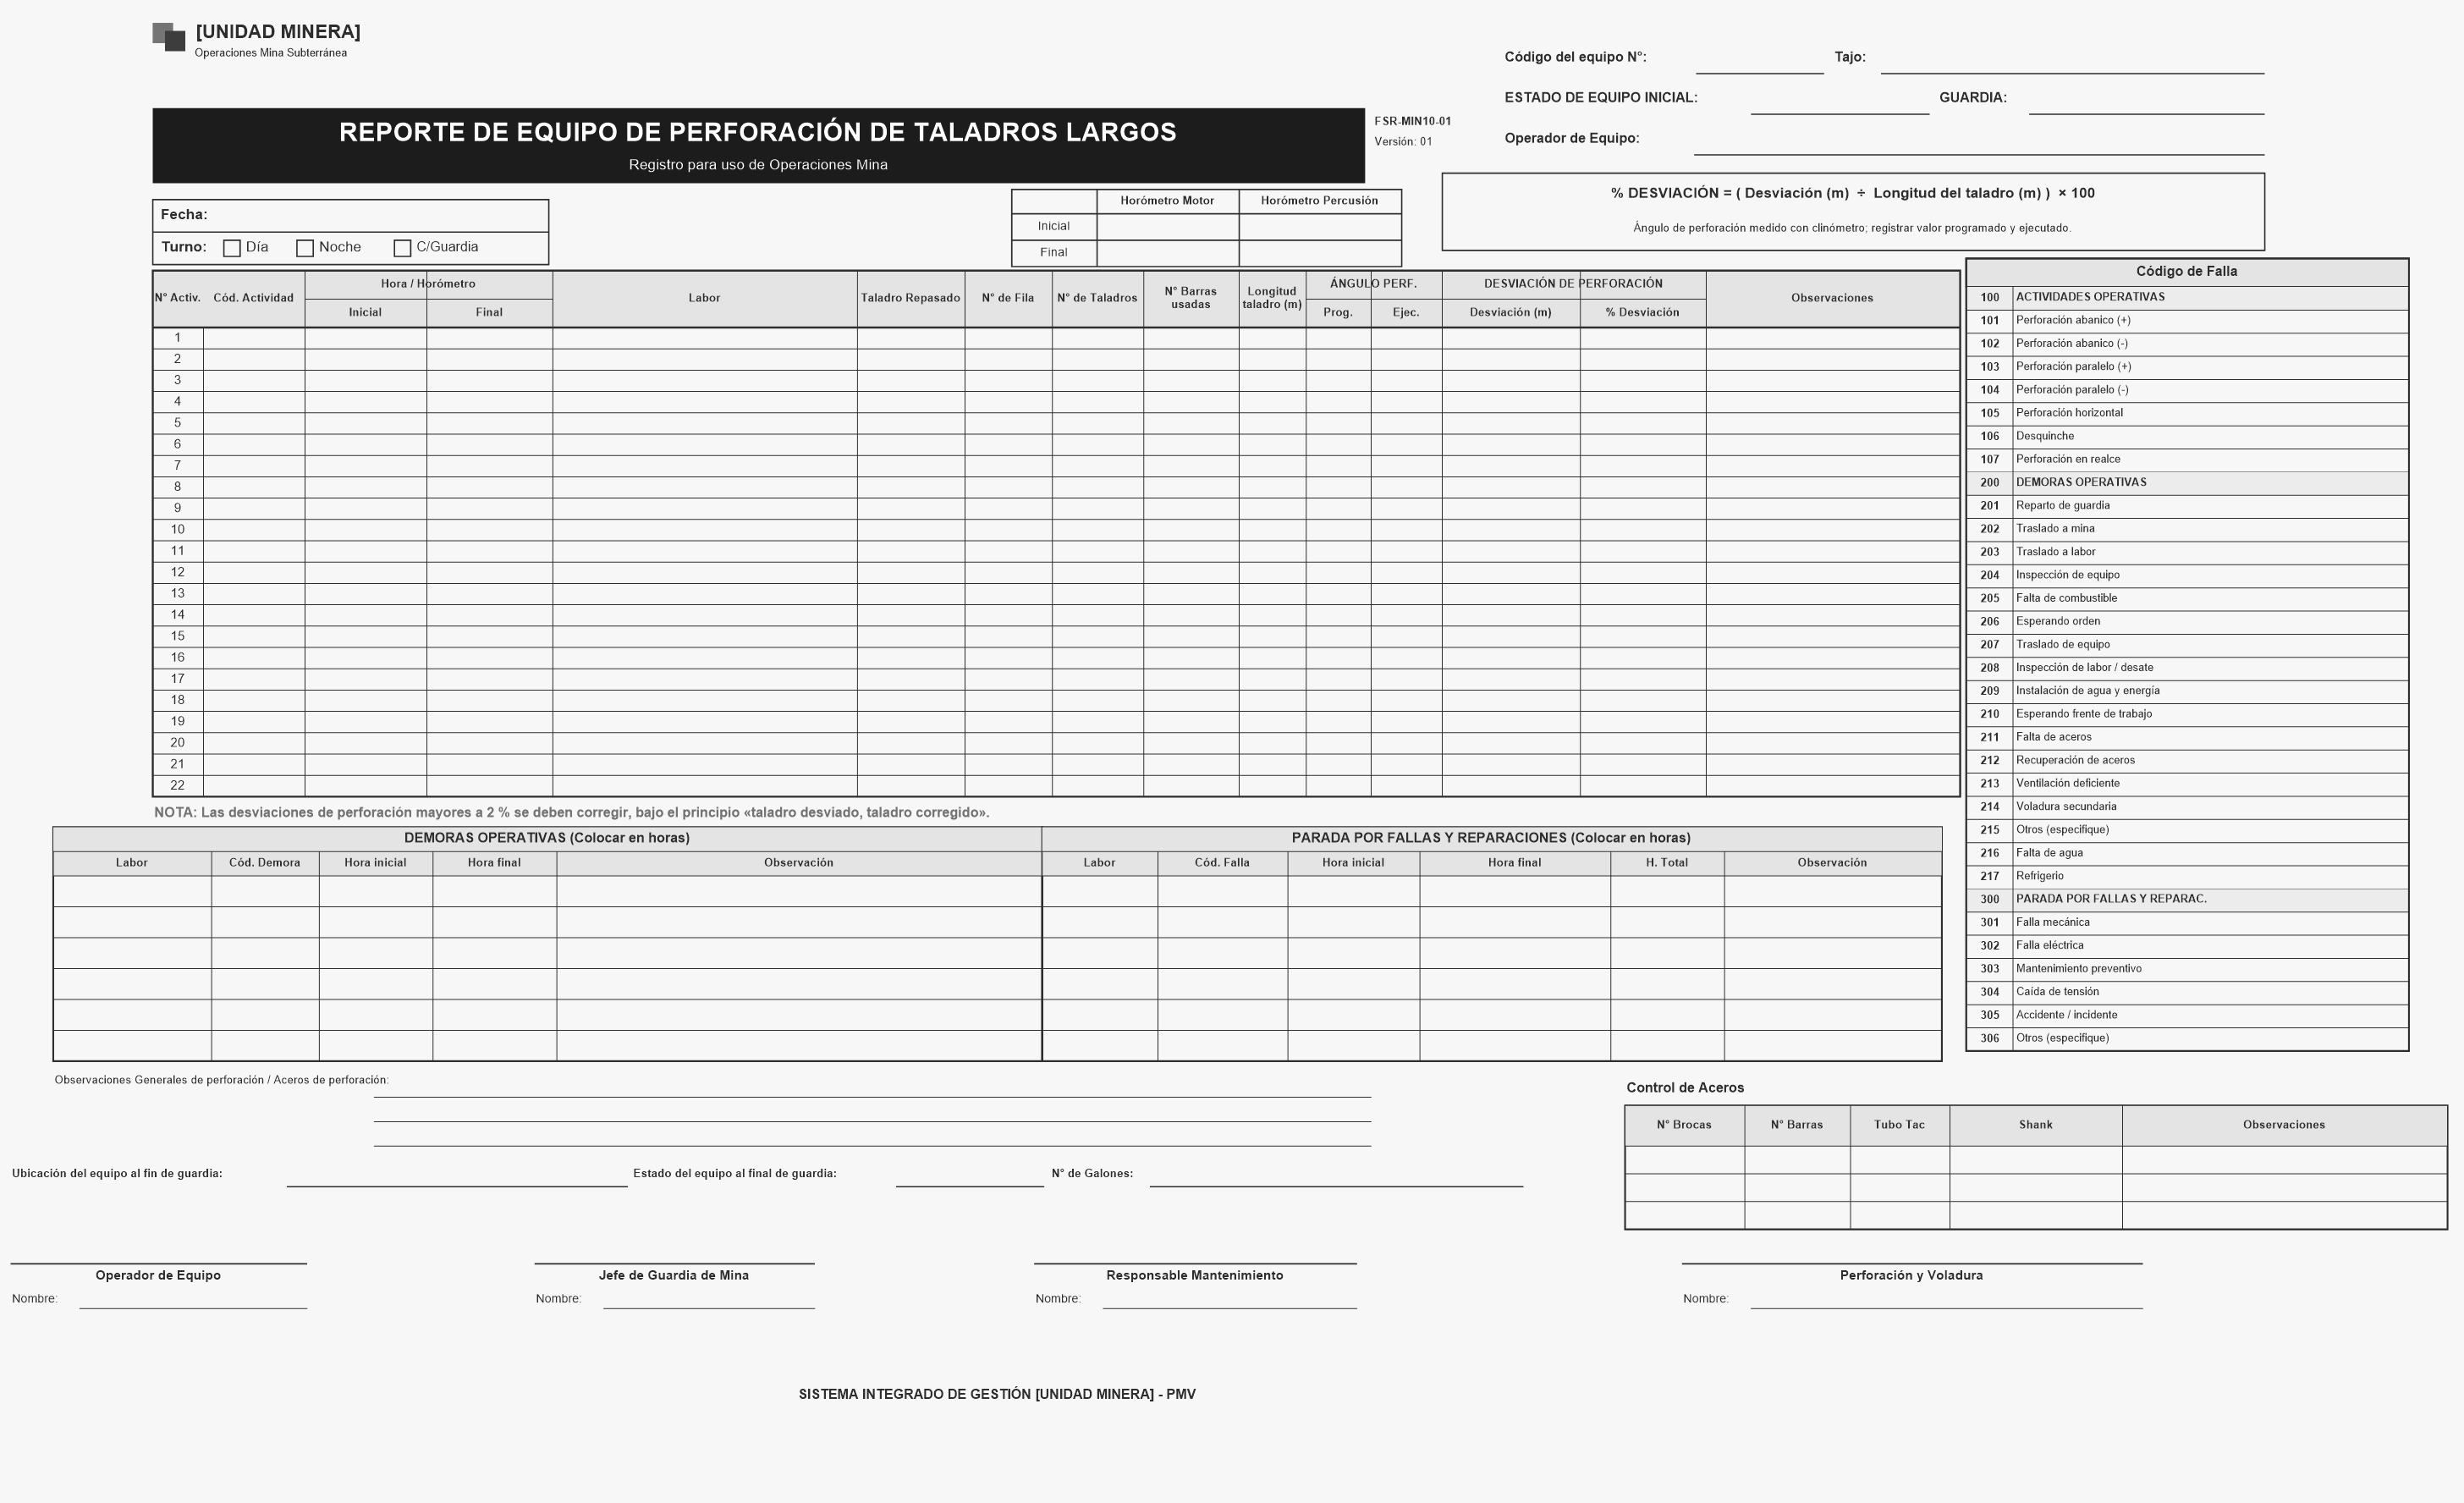 [UNIDAD MINERA]
Operaciones Mina Subterránea
Código del equipo N°: Tajo:
ESTADO DE EQUIPO INICIAL: GUARDIA:
Operador de Equipo:
REPORTE DE EQUIPO DE PERFORACIÓN DE TALADROS LARGOS
Registro para uso de Operaciones Mina
FSR-MIN10-01
Versión: 01
% DESVIACIÓN = ( Desviación (m) ÷ Longitud del taladro (m) ) × 100
Ángulo de perforación medido con clinómetro; registrar valor programado y ejecutado.
Fecha:
Turno: Día Noche C/Guardia
Horómetro Motor Horómetro Percusión
Inicial
Final
N° Activ. Cód. Actividad Hora / Horómetro Labor Taladro Repasado N° de Fila N° de Taladros N° Barras usadas Longitud taladro (m) ÁNGULO PERF. DESVIACIÓN DE PERFORACIÓN Observaciones
Inicial Final Prog. Ejec. Desviación (m) % Desviación
1
2
3
4
5
6
7
8
9
10
11
12
13
14
15
16
17
18
19
20
21
22
Código de Falla
100 ACTIVIDADES OPERATIVAS
101 Perforación abanico (+)
102 Perforación abanico (-)
103 Perforación paralelo (+)
104 Perforación paralelo (-)
105 Perforación horizontal
106 Desquinche
107 Perforación en realce
200 DEMORAS OPERATIVAS
201 Reparto de guardia
202 Traslado a mina
203 Traslado a labor
204 Inspección de equipo
205 Falta de combustible
206 Esperando orden
207 Traslado de equipo
208 Inspección de labor / desate
209 Instalación de agua y energía
210 Esperando frente de trabajo
211 Falta de aceros
212 Recuperación de aceros
213 Ventilación deficiente
214 Voladura secundaria
215 Otros (especifique)
216 Falta de agua
217 Refrigerio
300 PARADA POR FALLAS Y REPARAC.
301 Falla mecánica
302 Falla eléctrica
303 Mantenimiento preventivo
304 Caída de tensión
305 Accidente / incidente
306 Otros (especifique)
NOTA: Las desviaciones de perforación mayores a 2 % se deben corregir, bajo el principio «taladro desviado, taladro corregido».
DEMORAS OPERATIVAS (Colocar en horas) PARADA POR FALLAS Y REPARACIONES (Colocar en horas)
Labor Cód. Demora Hora inicial Hora final Observación Labor Cód. Falla Hora inicial Hora final H. Total Observación
Observaciones Generales de perforación / Aceros de perforación:
Control de Aceros
N° Brocas N° Barras Tubo Tac Shank Observaciones
Ubicación del equipo al fin de guardia: Estado del equipo al final de guardia: N° de Galones:
Operador de Equipo Jefe de Guardia de Mina Responsable Mantenimiento Perforación y Voladura
Nombre: Nombre: Nombre: Nombre:
SISTEMA INTEGRADO DE GESTIÓN [UNIDAD MINERA] - PMV